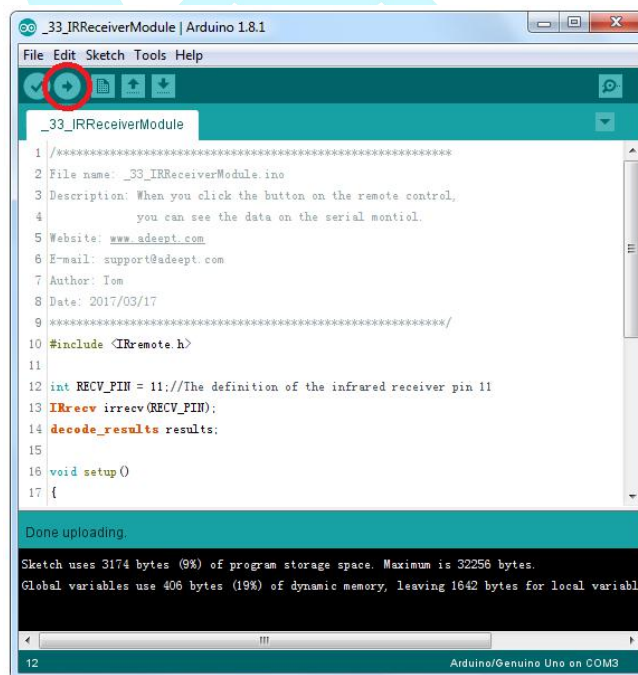 _33_IRReceiverModule | Arduino 1.8.1
File Edit Sketch Tools Help
_33_IRReceiverModule
1 /***********************************************************
2 File name: _33_IRReceiverModule.ino
3 Description: When you click the button on the remote control,
4 you can see the data on the serial montiol.
5 Website: www.adeept.com
6 E-mail: support@adeept.com
7 Author: Tom
8 Date: 2017/03/17
9 ***********************************************************/
10 #include <IRremote.h>
11
12 int RECV_PIN = 11;//The definition of the infrared receiver pin 11
13 IRrecv irrecv(RECV_PIN);
14 decode_results results;
15
16 void setup()
17 {
Done uploading.
Sketch uses 3174 bytes (9%) of program storage space. Maximum is 32256 bytes.
Global variables use 406 bytes (19%) of dynamic memory, leaving 1642 bytes for local variabl
12 Arduino/Genuino Uno on COM3